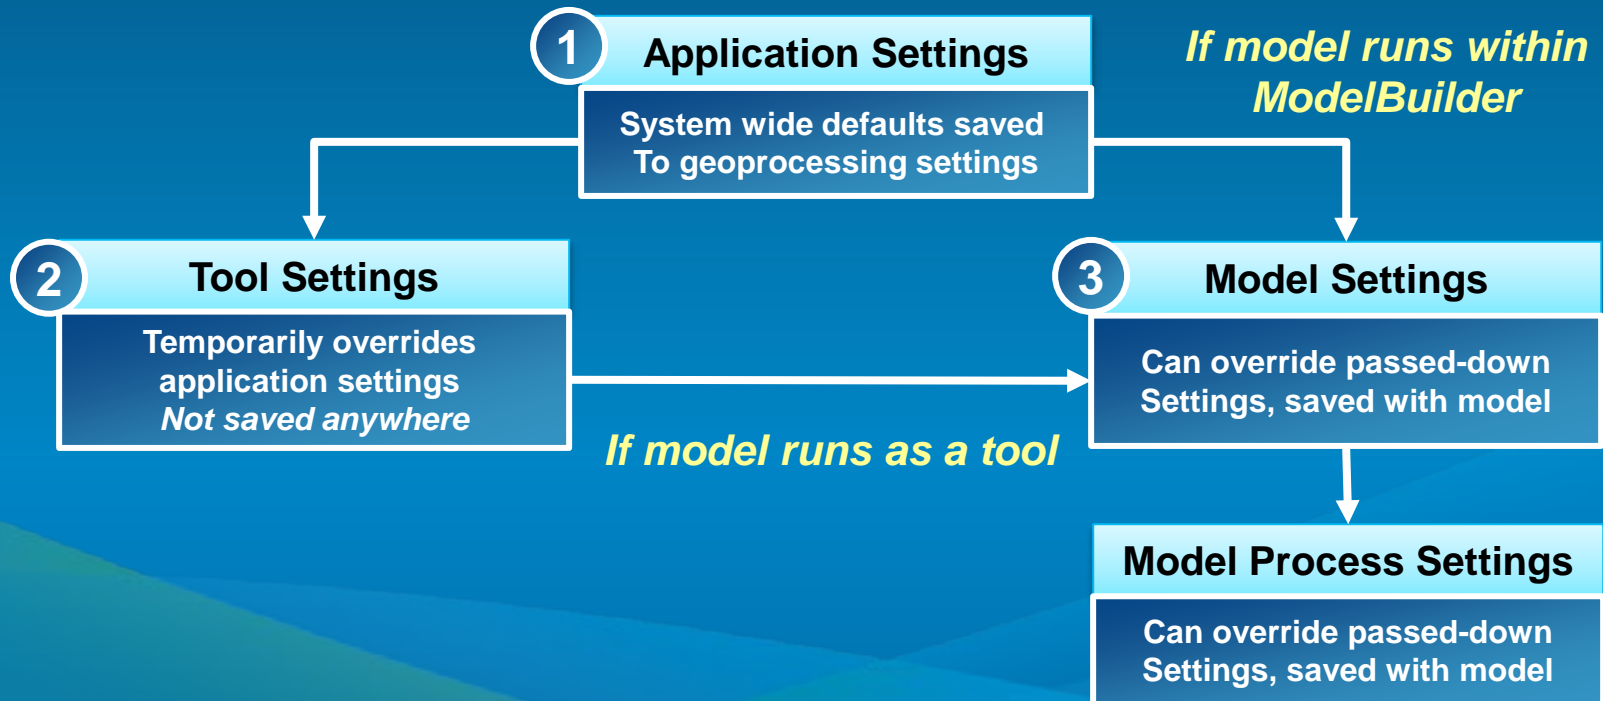 1
Application Settings
System wide defaults saved
To geoprocessing settings
If model runs within
ModelBuilder
2
Tool Settings
Temporarily overrides
application settings
Not saved anywhere
If model runs as a tool
3
Model Settings
Can override passed-down
Settings, saved with model
Model Process Settings
Can override passed-down
Settings, saved with model